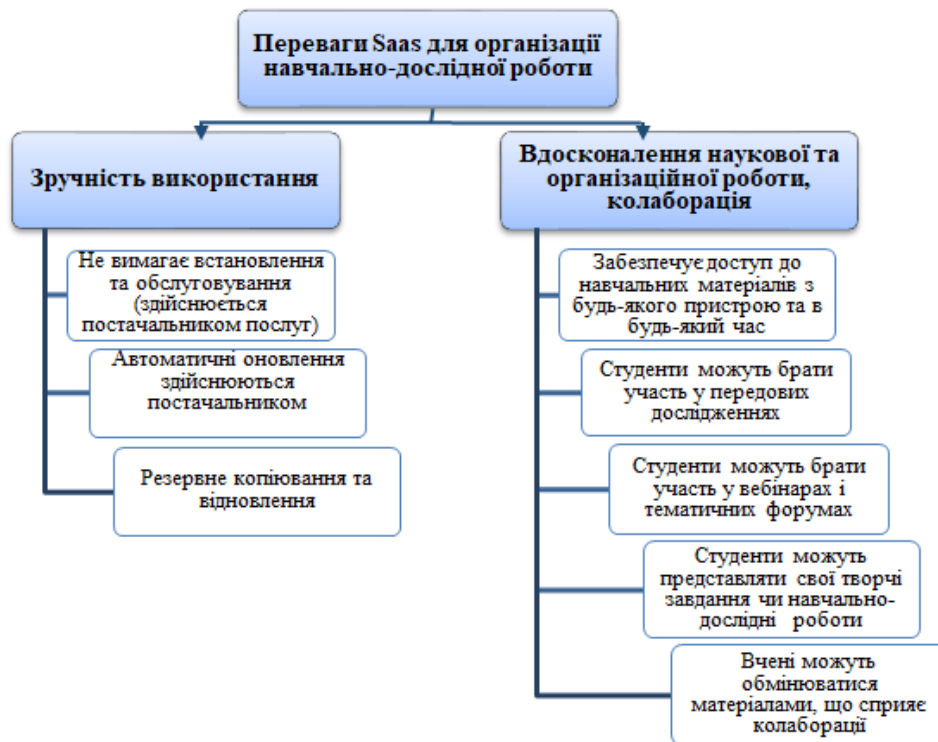 Переваги Saas для організації
навчально-дослідної роботи
Зручність використання
Не вимагає встановлення
та обслуговування
(здійснюється
постачальником послуг)
Автоматичні оновлення
здійснюються
постачальником
Резервне копіювання та
відновлення
Вдосконалення наукової та
організаційної роботи,
колаборація
Забезпечує доступ до
навчальних матеріалів з
будь-якого пристрою та в
будь-який час
Студенти можуть брати
участь у передових
дослідженнях
Студенти можуть брати
участь у вебінарах і
тематичних форумах
Студенти можуть
представляти свої творчі
завдання чи навчально-
дослідні роботи
Вчені можуть
обмінюватися
матеріалами, що сприяє
колаборації